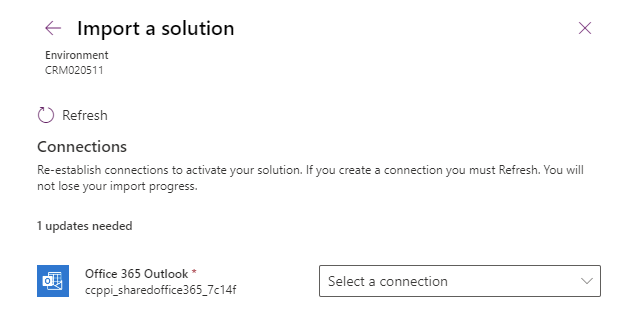 Import a solution
Environment
CRM020511
Refresh
Connections
Re-establish connections to activate your solution. If you create a connection you must Refresh. You will
not lose your import progress.
1 updates needed
Office 365 Outlook *
ccppi_sharedoffice365_7c14f
Select a connection